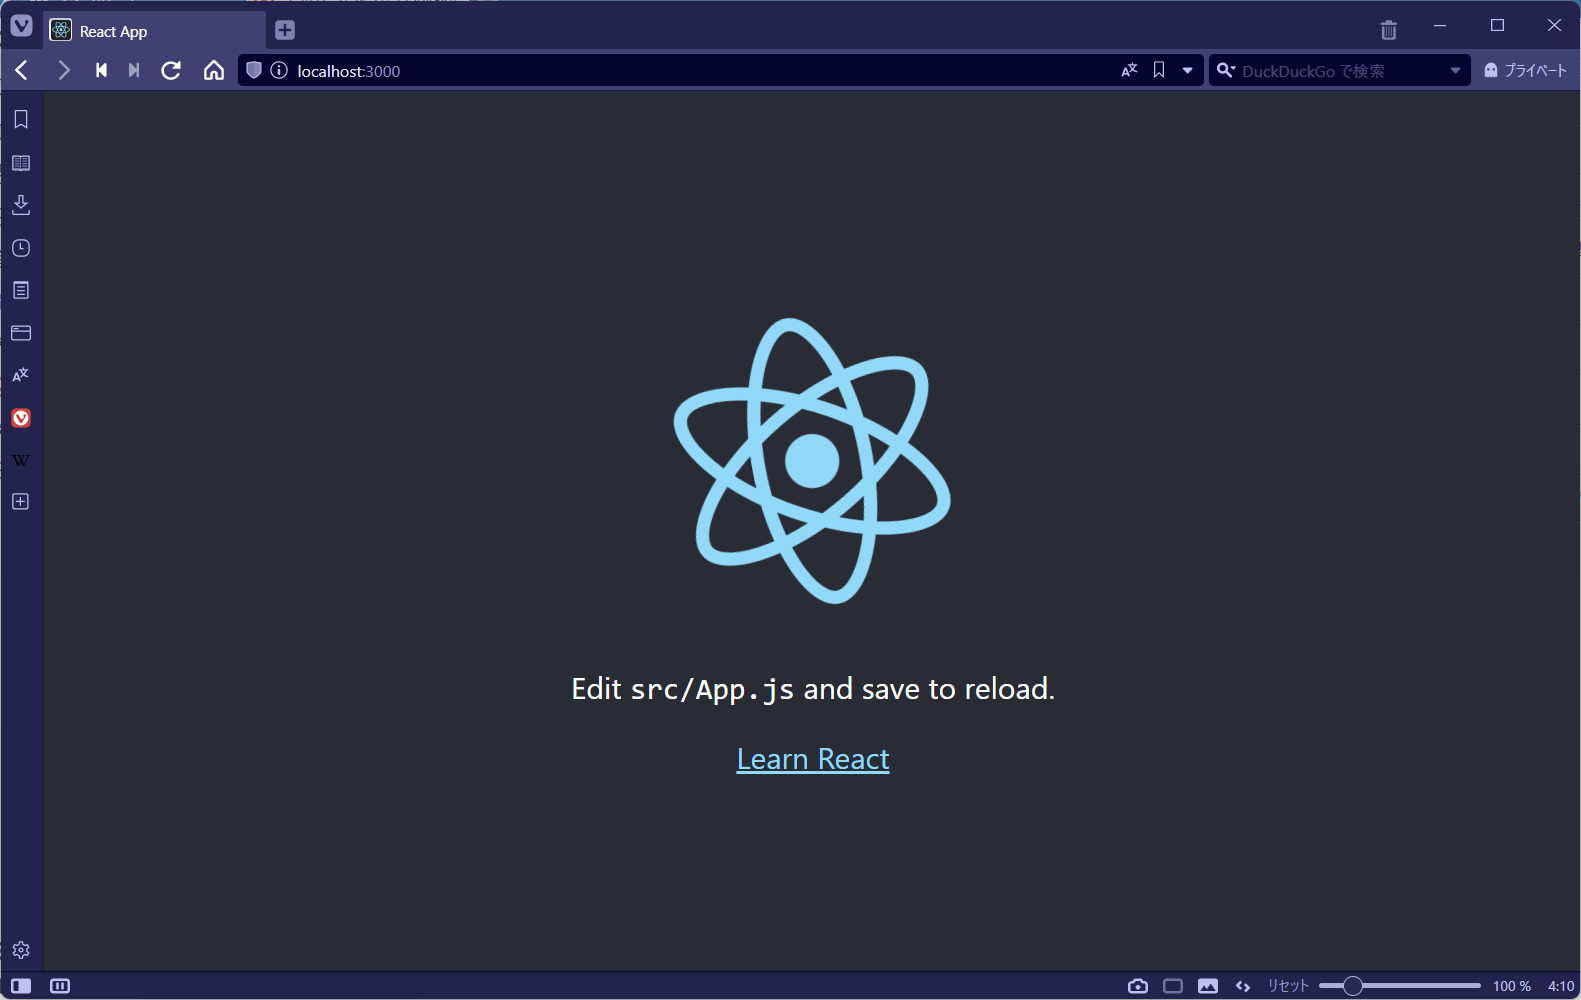 React App
localhost:3000
DuckDuckGo で検索
プライベート
W
Edit src/App.js and save to reload.
Learn React
リセット
100 %
4:10